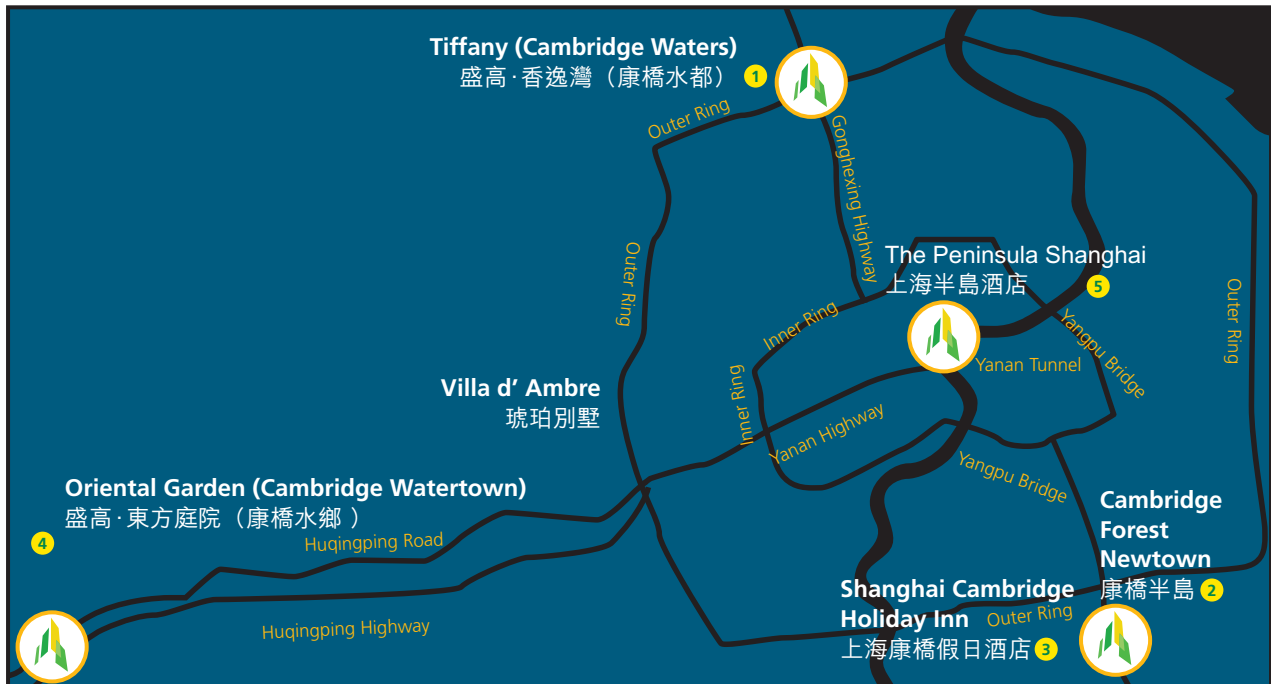 Tiffany (Cambridge Waters)
盛高·香逸灣（康橋水都） 1
Outer Ring
Gonghexing Highway
Outer Ring
The Peninsula Shanghai
上海半島酒店 5
Outer Ring
Inner Ring
Yangpu Bridge
Yanan Tunnel
Villa d’ Ambre
琥珀別墅
Inner Ring
Yanan Highway
Yangpu Bridge
Oriental Garden (Cambridge Watertown)
盛高·東方庭院（康橋水鄉 ）
4
Huqingping Road
Huqingping Highway
Cambridge
Forest
Newtown
康橋半島 2
Shanghai Cambridge
Holiday Inn
上海康橋假日酒店 3
Outer Ring